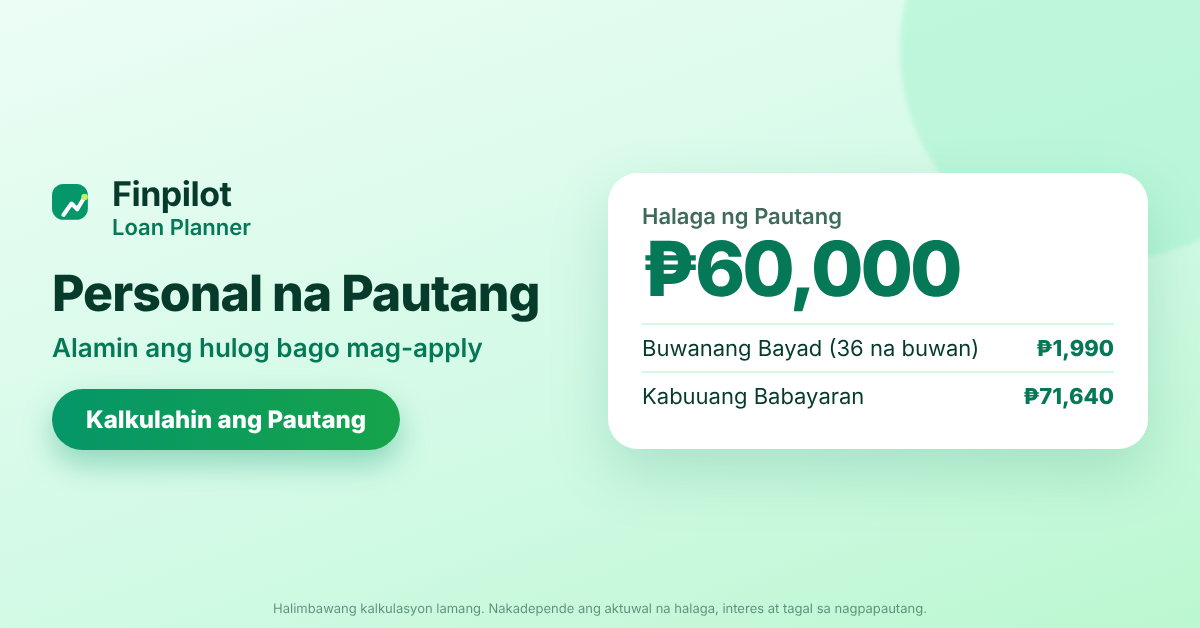 Finpilot
Loan Planner
Personal na Pautang
Alamin ang hulog bago mag-apply
Kalkulahin ang Pautang
Halaga ng Pautang
₱60,000
Buwanang Bayad (36 na buwan) ₱1,990
Kabuuang Babayaran ₱71,640
Halimbawang kalkulasyon lamang. Nakadepende ang aktuwal na halaga, interes at tagal sa nagpapautang.